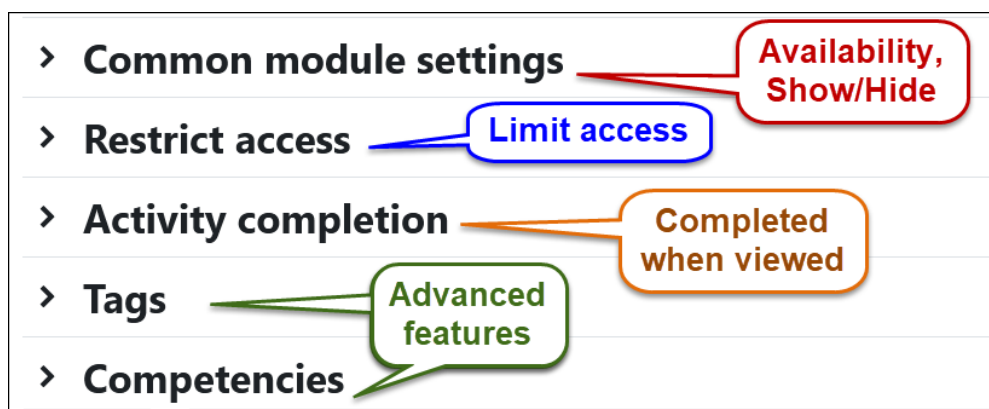 Common module settings
Availability,
Show/Hide
Restrict access
Limit access
Activity completion
Completed
when viewed
Tags
Advanced
features
Competencies